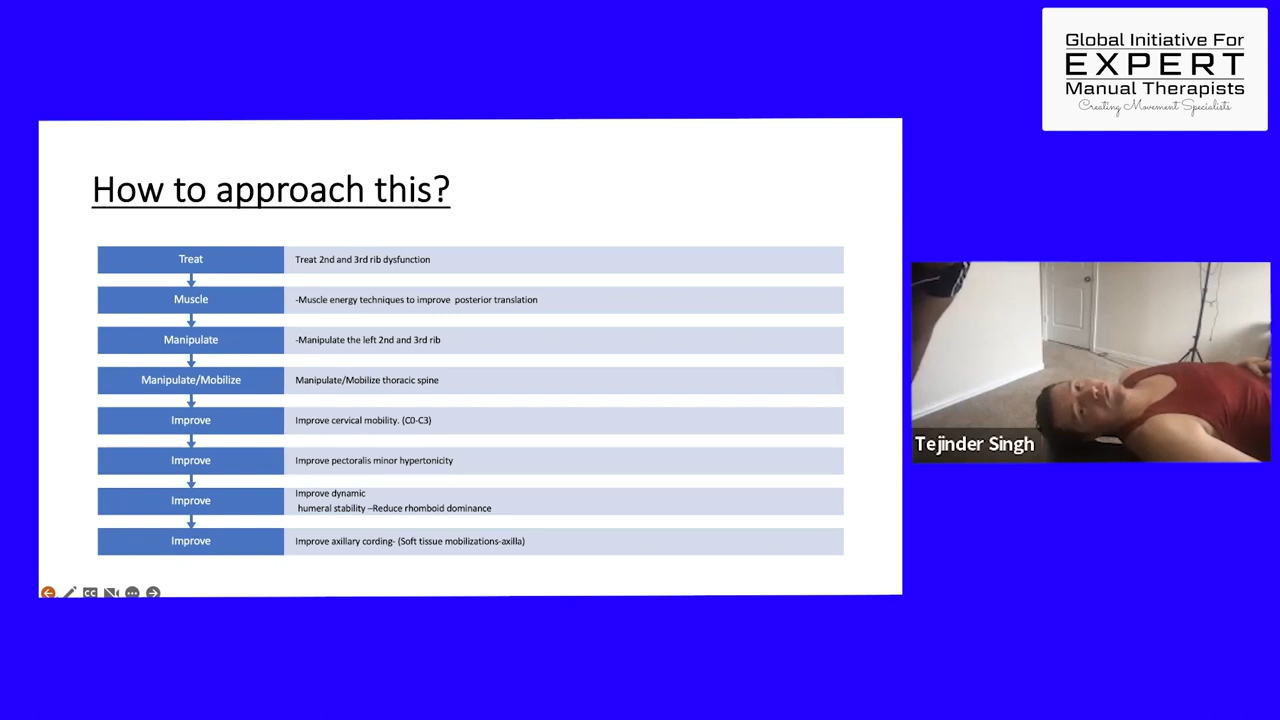 Global Initiative For
EXPERT
Manual Therapists
Creating Movement Specialists
How to approach this?
Treat
Treat 2nd and 3rd rib dysfunction
Muscle
-Muscle energy techniques to improve posterior translation
Manipulate
-Manipulate the left 2nd and 3rd rib
Manipulate/Mobilize
Manipulate/Mobilize thoracic spine
Improve
Improve cervical mobility. (C0-C3)
Improve
Improve pectoralis minor hypertonicity
Improve
Improve dynamic
humeral stability –Reduce rhomboid dominance
Improve
Improve axillary cording- (Soft tissue mobilizations-axilla)
CC
Tejinder Singh